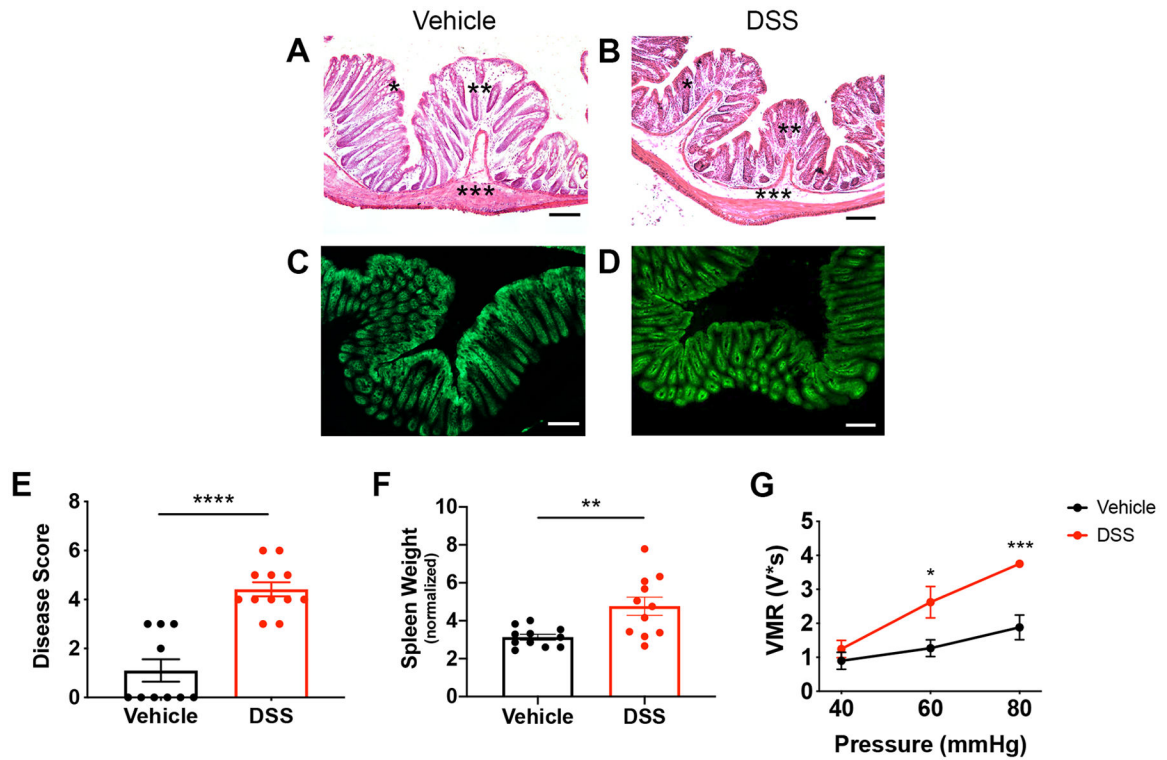 Vehicle
DSS
A
*
**
***
B
*
**
***
C
D
E
Disease Score
8
6
4
2
0
****
Vehicle
DSS
F
Spleen Weight
(normalized)
10
8
6
4
2
0
**
Vehicle
DSS
G
Vehicle
DSS
VMR (V*s)
5
4
3
2
1
0
*
***
40
60
80
Pressure (mmHg)